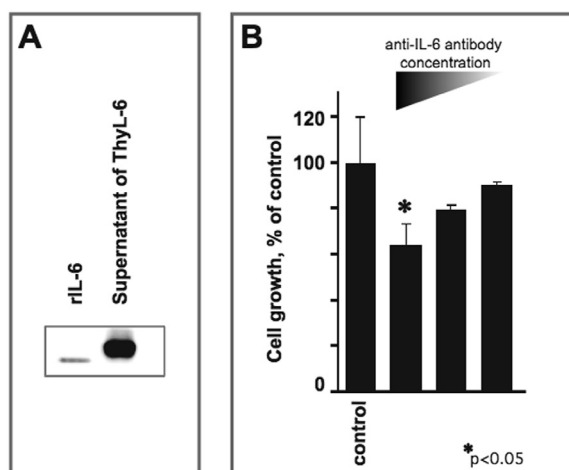 A
rIL-6
Supernatant of ThyL-6
B
anti-IL-6 antibody
concentration
Cell growth, % of control
120
100
0
*
control
*p<0.05